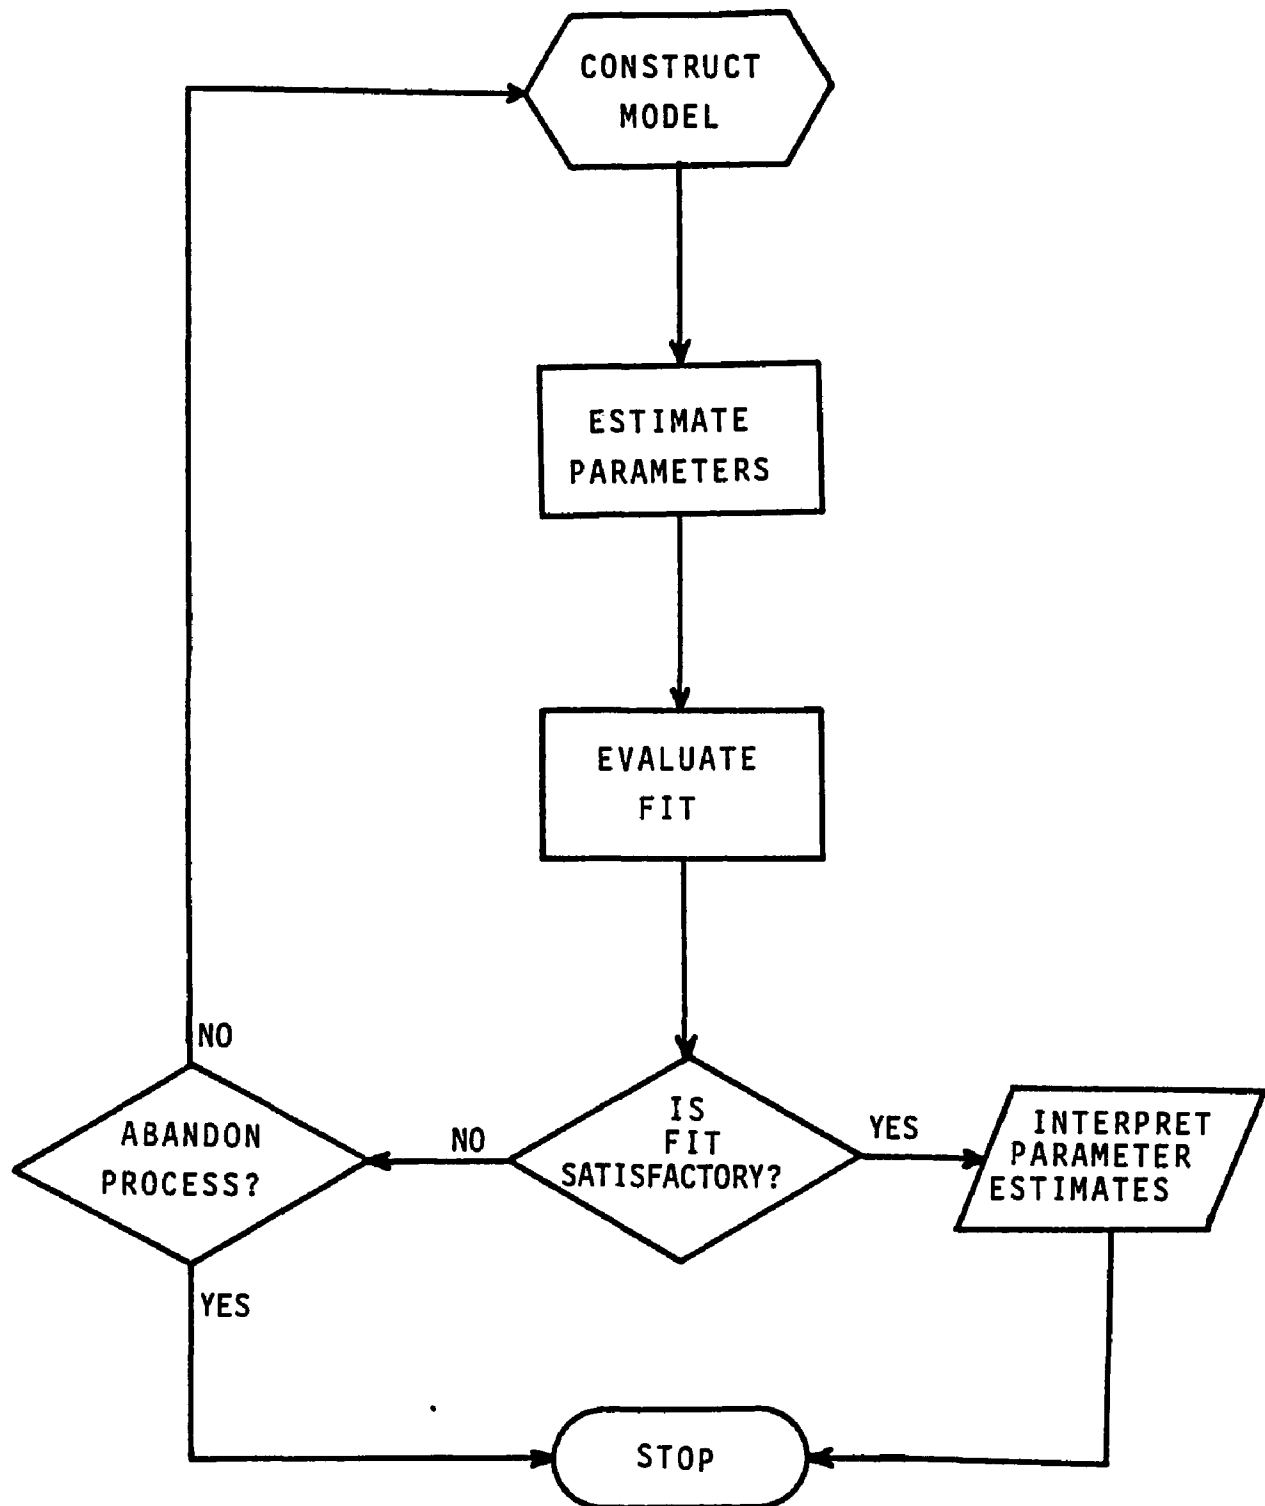 CONSTRUCT
MODEL
ESTIMATE
PARAMETERS
EVALUATE
FIT
NO
ABANDON
PROCESS?
YES
NO
IS
FIT
SATISFACTORY?
YES
INTERPRET
PARAMETER
ESTIMATES
STOP